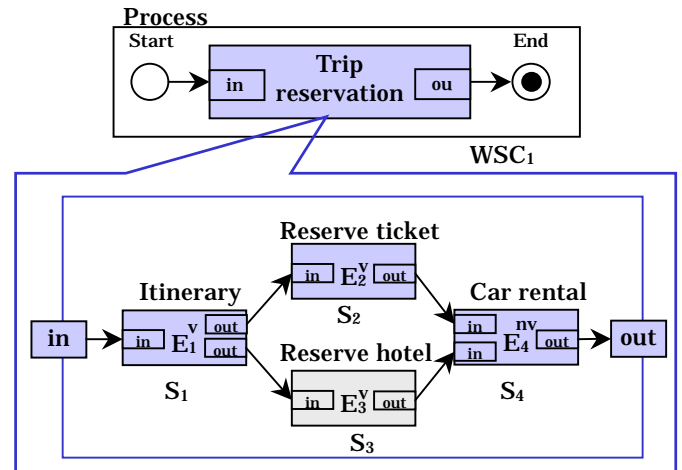 Process
Start
End
in
Trip
reservation
ou
WSC1
Reserve ticket
in
E2v
out
S2
Itinerary
in
E1v
out
out
S1
Reserve hotel
in
E3v
out
S3
Car rental
in
in
E4nv
out
S4
in
out